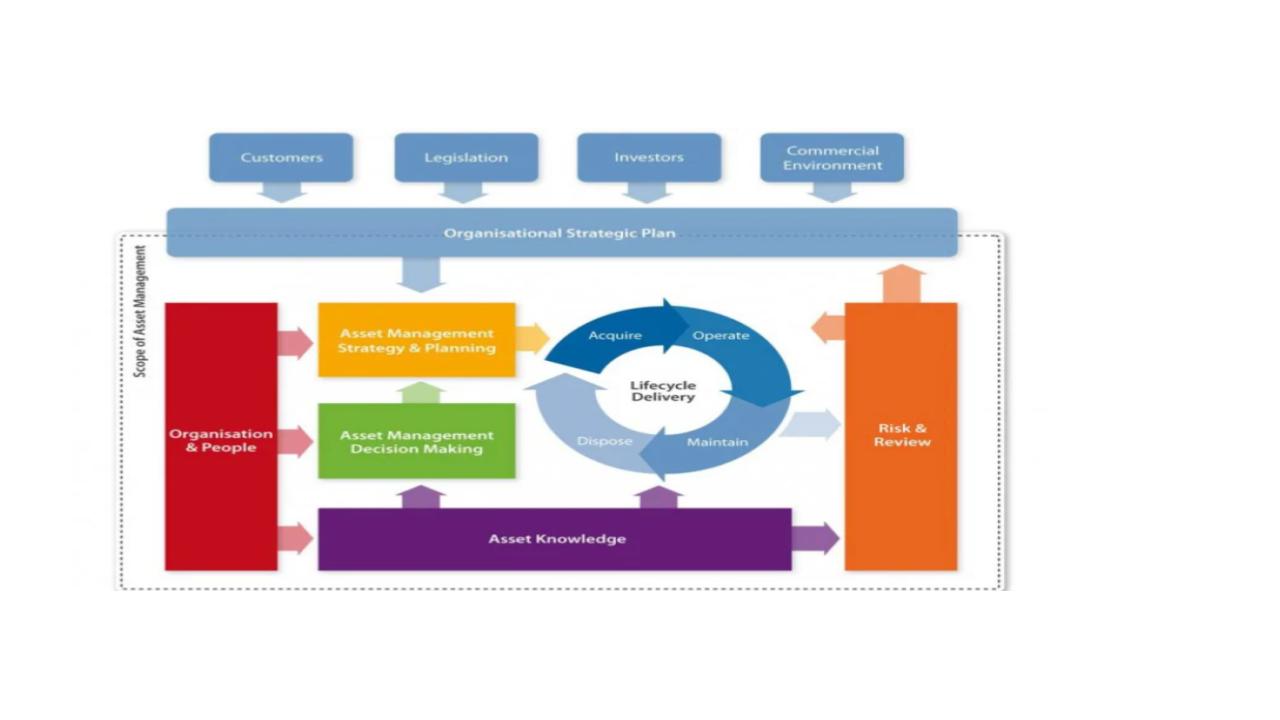 Customers
Legislation
Investors
Commercial
Environment
Organisational Strategic Plan
Scope of Asset Management
Asset Management
Strategy & Planning
Acquire
Operate
Lifecycle
Delivery
Organisation
& People
Asset Management
Decision Making
Dispose
Maintain
Risk &
Review
Asset Knowledge